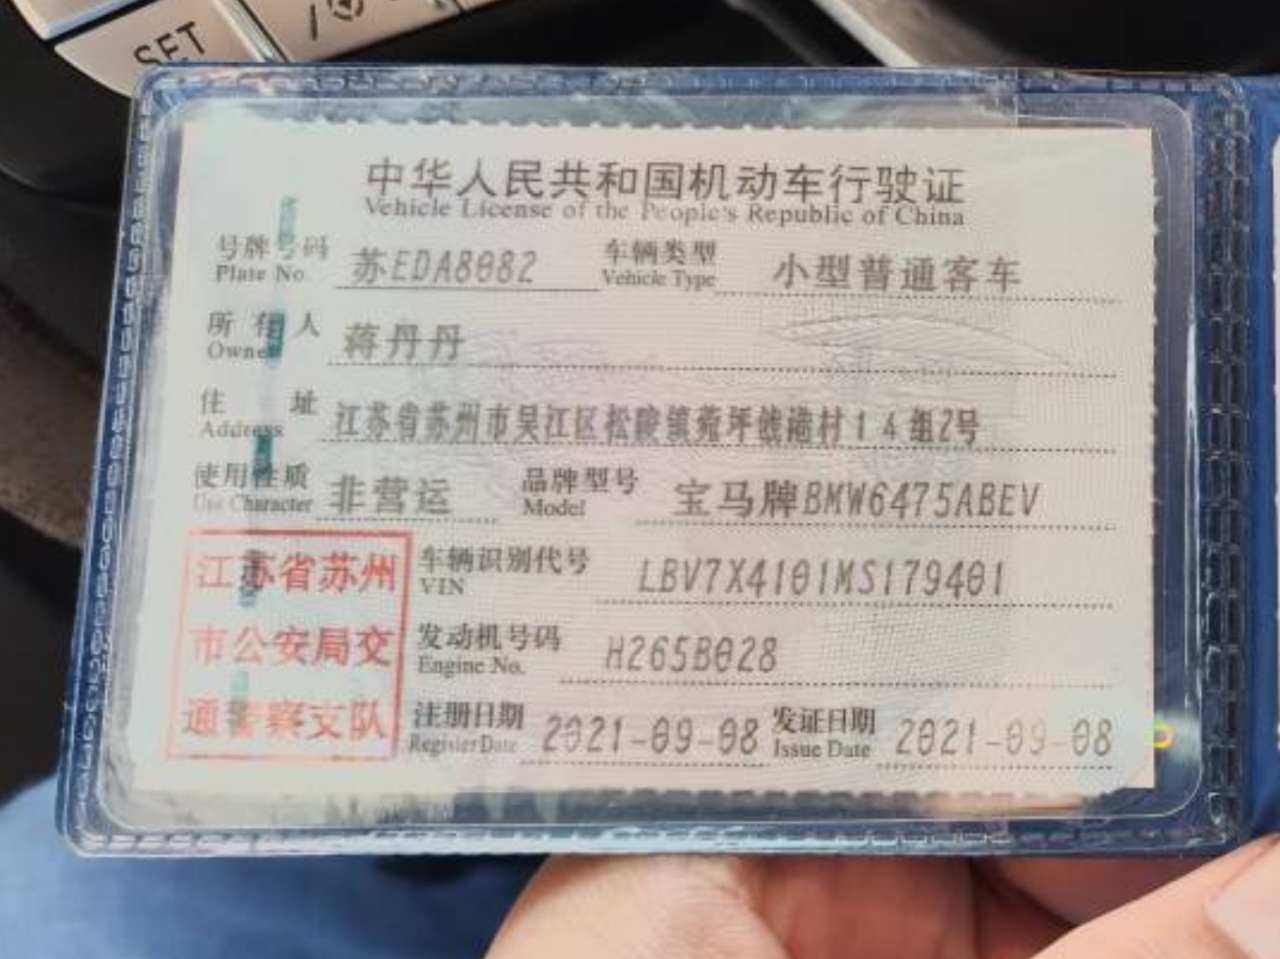 SET
中华人民共和国机动车行驶证
Vehicle License of the People's Republic of China
号牌号码 苏EDA8082 车辆类型 小型普通客车
Plate No. Vehicle Type
所有人 蒋丹丹
Owner
住址 江苏省苏州市吴江区松陵镇菀坪钱港村14组2号
Address
使用性质 非营运 品牌型号 宝马牌BMW6475ABEV
Use Character Model
江苏省苏州
市公安局交
通警察支队
车辆识别代号 LBV7X4101MS179401
VIN
发动机号码 H265B028
Engine No.
注册日期 2021-09-08 发证日期 2021-09-08
Register Date Issue Date